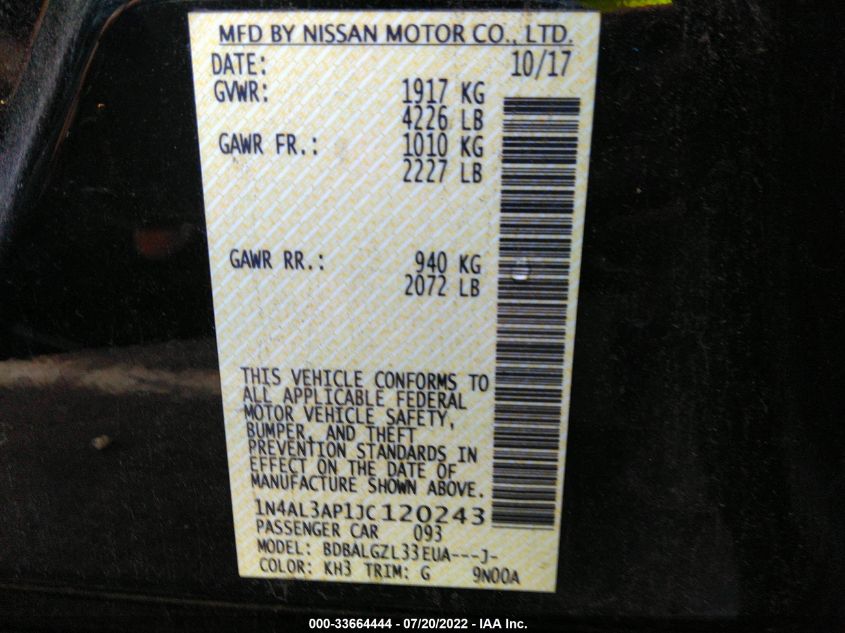 MFD BY NISSAN MOTOR CO., LTD.
DATE: 10/17
GVWR: 1917 KG
4226 LB
GAWR FR.: 1010 KG
2227 LB
GAWR RR.: 940 KG
2072 LB
THIS VEHICLE CONFORMS TO
ALL APPLICABLE FEDERAL
MOTOR VEHICLE SAFETY,
BUMPER, AND THEFT
PREVENTION STANDARDS IN
EFFECT ON THE DATE OF
MANUFACTURE SHOWN ABOVE.
1N4AL3AP1JC120243
PASSENGER CAR 093
MODEL: BDBALGZL33EUA---J-
COLOR: KH3 TRIM: G 9N00A
000-33664444 / 07/20/2022 - IAA Inc.